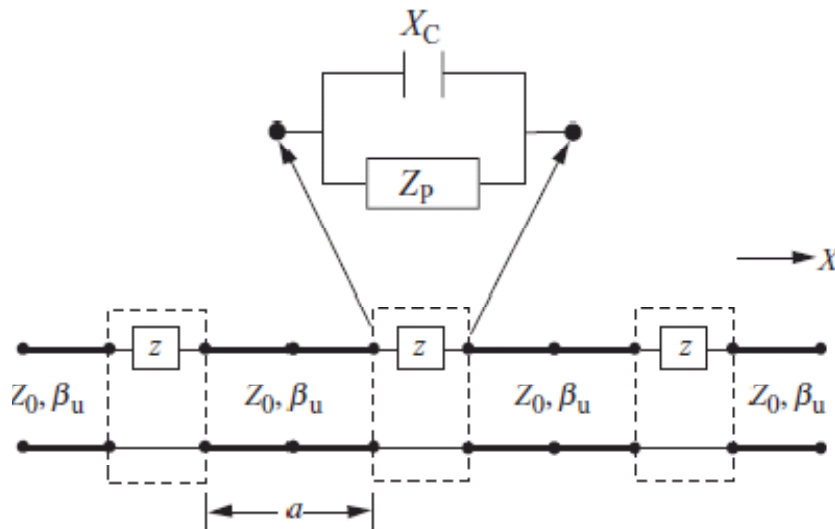 X_C
Z_P
X
z z z
Z_0, β_u Z_0, β_u Z_0, β_u Z_0, β_u
a